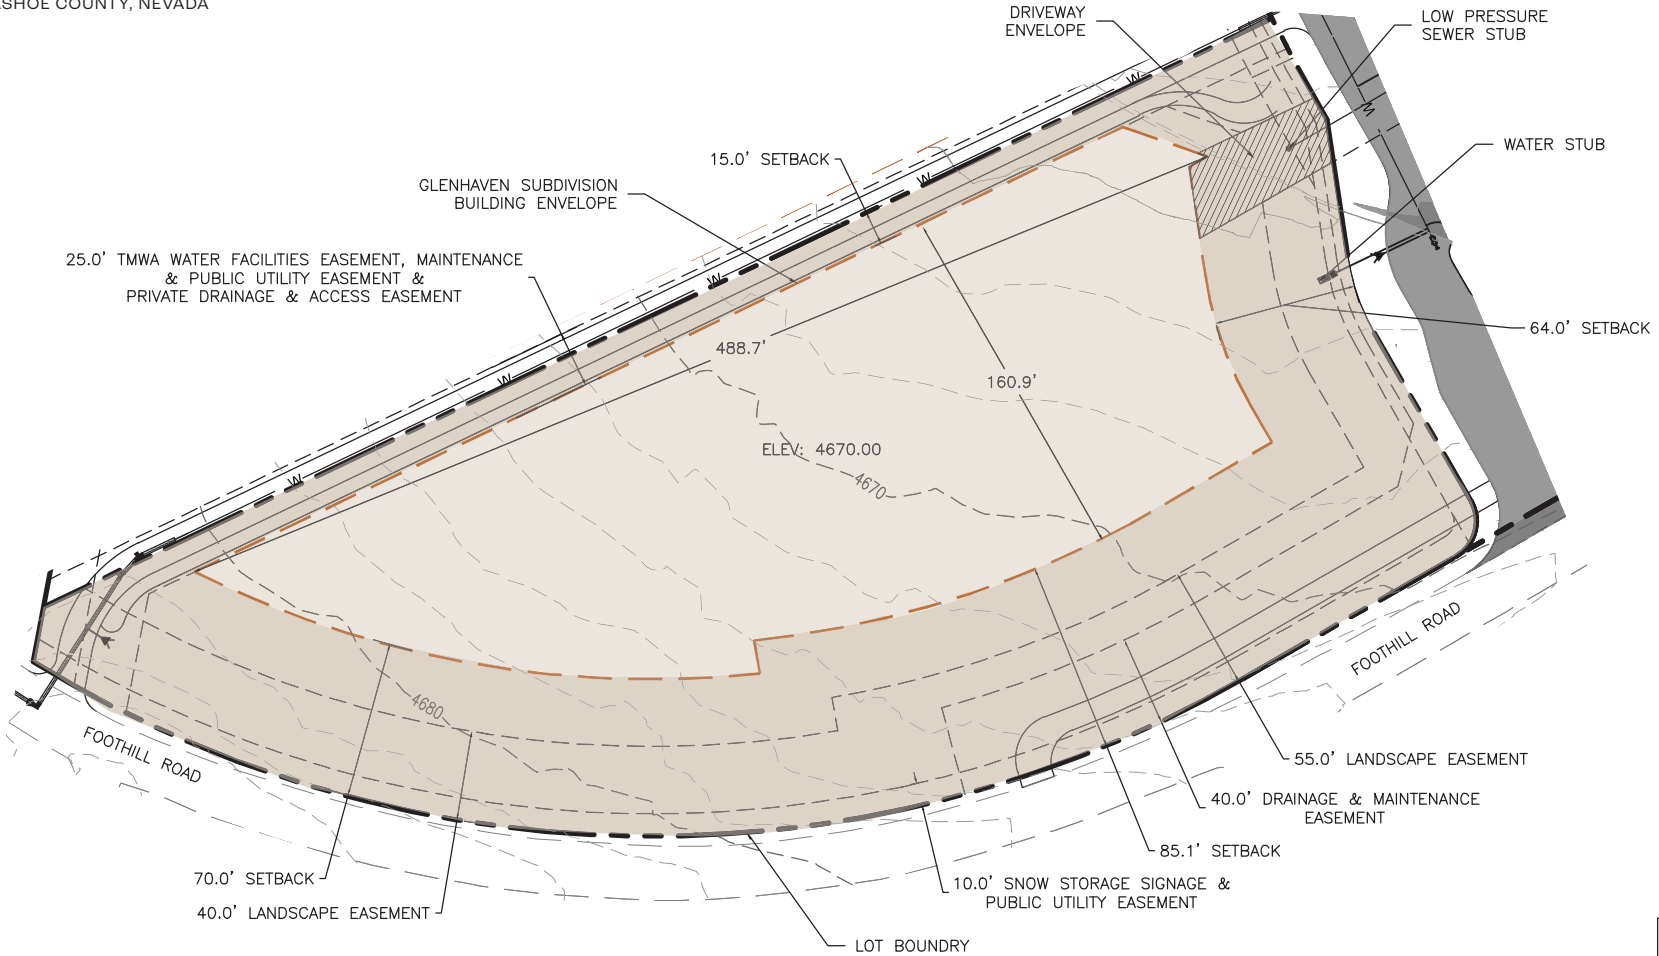 SHOE COUNTY, NEVADA
DRIVEWAY
ENVELOPE
LOW PRESSURE
SEWER STUB
W
M
15.0' SETBACK
WATER STUB
W
GLENHAVEN SUBDIVISION
BUILDING ENVELOPE
25.0' TMWA WATER FACILITIES EASEMENT, MAINTENANCE
& PUBLIC UTILITY EASEMENT &
PRIVATE DRAINAGE & ACCESS EASEMENT
W
64.0' SETBACK
488.7'
W
160.9'
ELEV: 4670.00
4670
W
FOOTHILL ROAD
4680
FOOTHILL ROAD
55.0' LANDSCAPE EASEMENT
40.0' DRAINAGE & MAINTENANCE
EASEMENT
85.1' SETBACK
70.0' SETBACK
10.0' SNOW STORAGE SIGNAGE &
PUBLIC UTILITY EASEMENT
40.0' LANDSCAPE EASEMENT
LOT BOUNDRY